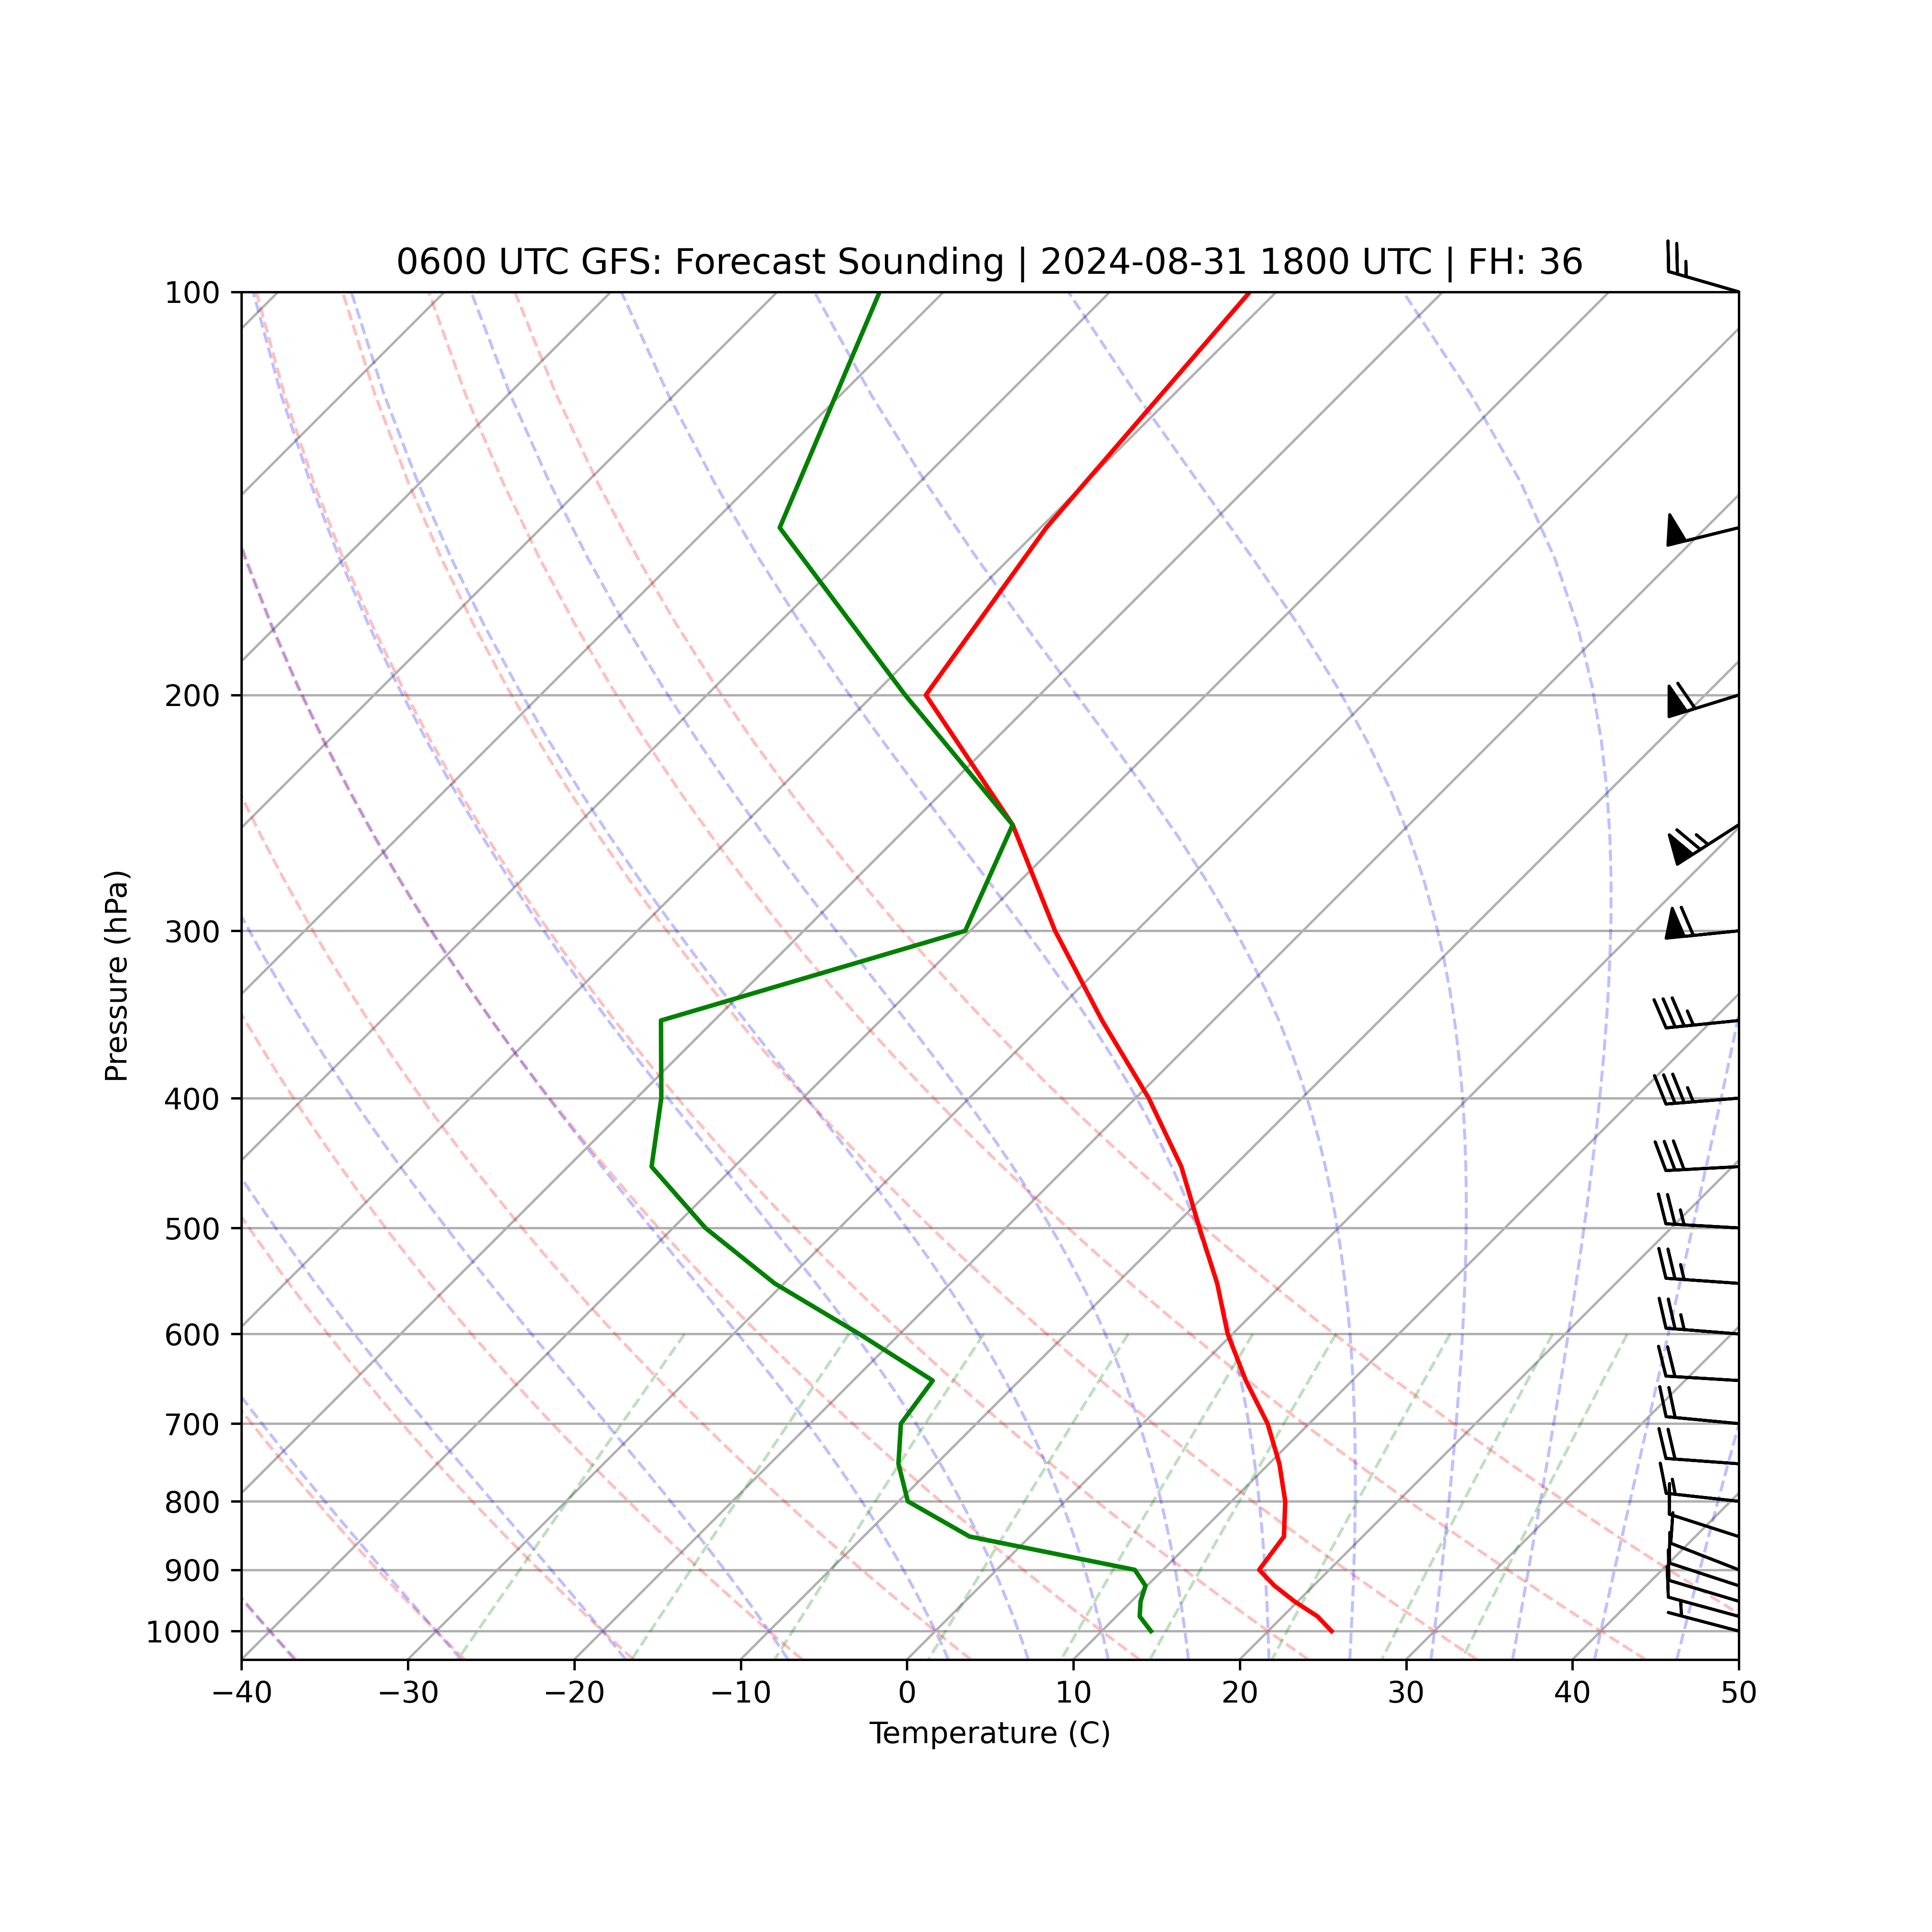 0600 UTC GFS: Forecast Sounding | 2024-08-31 1800 UTC | FH: 36
100
200
300
400
500
600
700
800
900
1000
Pressure (hPa)
−40 −30 −20 −10 0 10 20 30 40 50
Temperature (C)